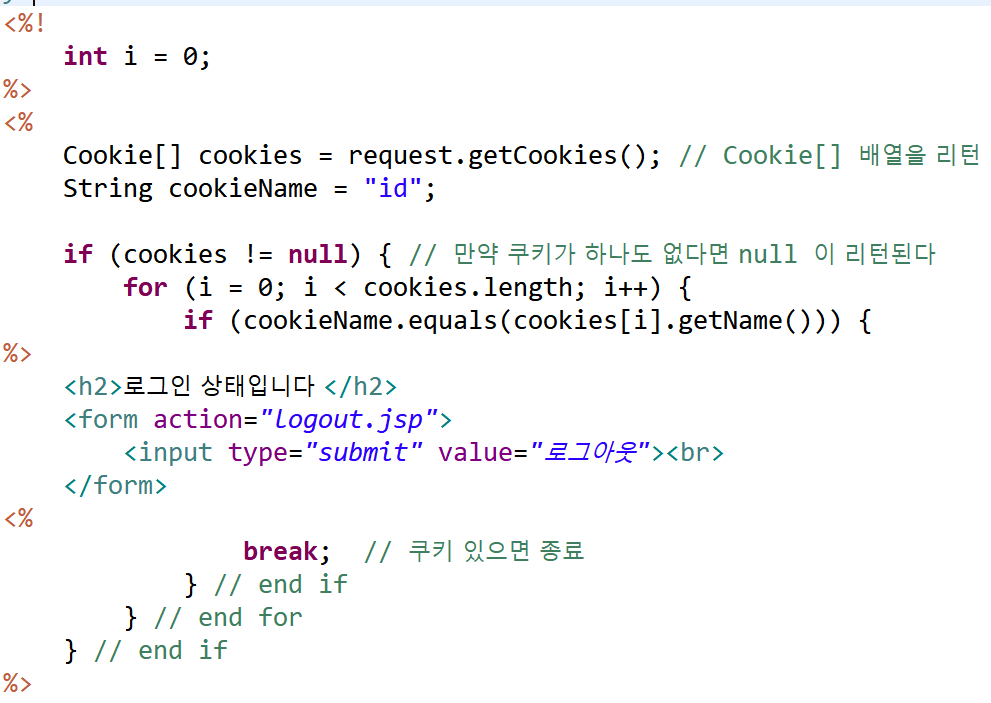 <%!
int i = 0;
%>
<%
Cookie[] cookies = request.getCookies(); // Cookie[] 배열을 리턴
String cookieName = "id";
if (cookies != null) { // 만약 쿠키가 하나도 없다면 null 이 리턴된다
for (i = 0; i < cookies.length; i++) {
if (cookieName.equals(cookies[i].getName())) {
%>
<h2>로그인 상태입니다 </h2>
<form action="logout.jsp">
<input type="submit" value="로그아웃"><br>
</form>
<%
break; // 쿠키 있으면 종료
} // end if
} // end for
} // end if
%>